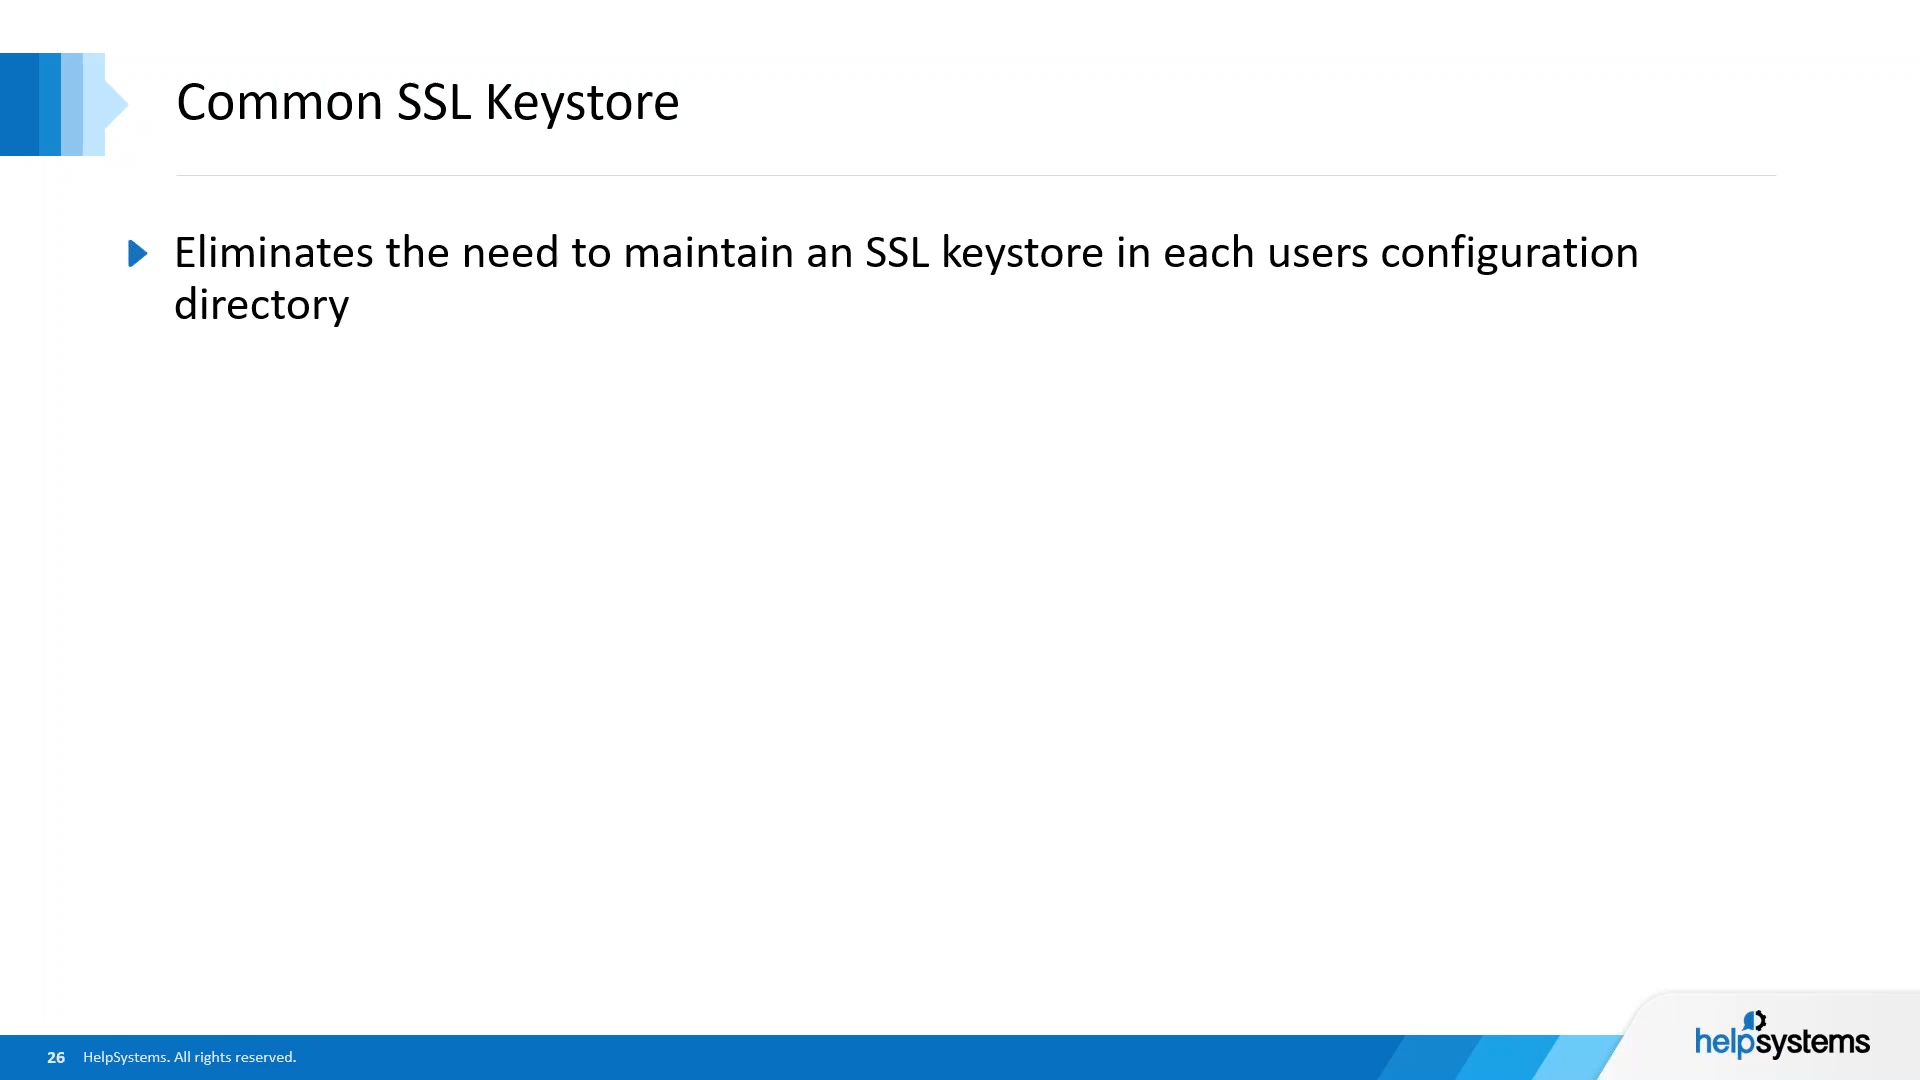 Common SSL Keystore
Eliminates the need to maintain an SSL keystore in each users configuration
directory
26 HelpSystems. All rights reserved.
helpsystems